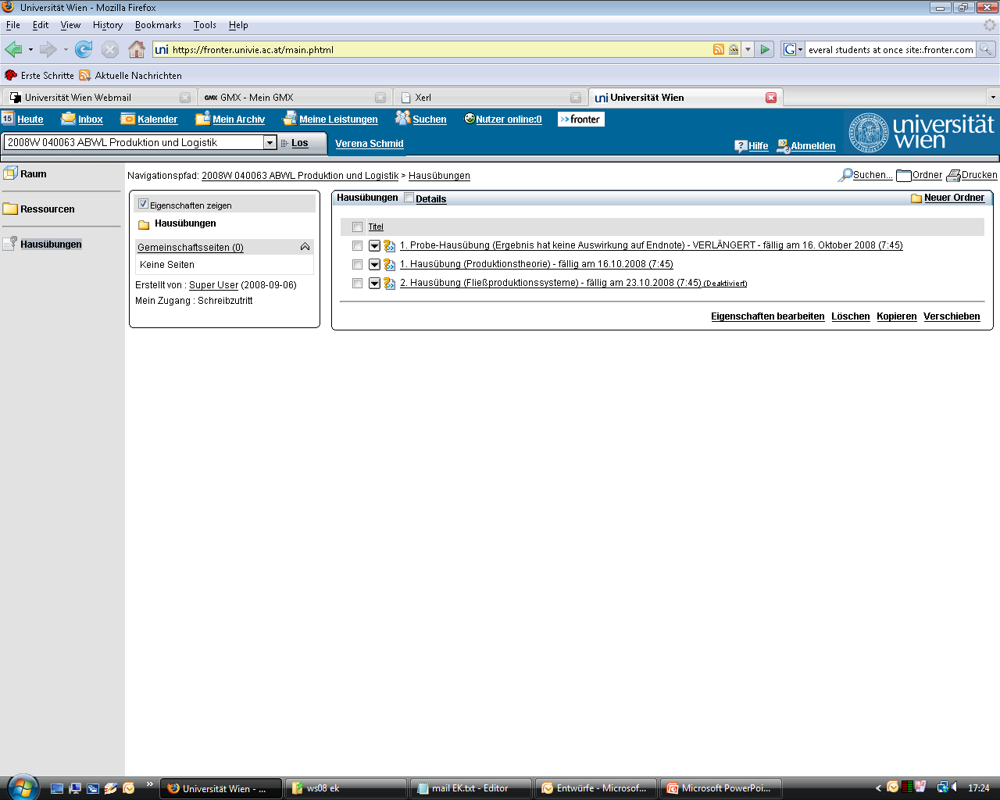 Universität Wien - Mozilla Firefox
File Edit View History Bookmarks Tools Help
uni https://fronter.univie.ac.at/main.phtml G everal students at once site:.fronter.com
Erste Schritte Aktuelle Nachrichten
Universität Wien Webmail GMX GMX - Mein GMX Xerl uni Universität Wien
15 Heute Inbox Kalender Mein Archiv Meine Leistungen Suchen Nutzer online:0 >> fronter
universität wien
2008W 040063 ABWL Produktion und Logistik Los Verena Schmid Hilfe Abmelden
Raum
Ressourcen
Hausübungen
Navigationspfad: 2008W 040063 ABWL Produktion und Logistik > Hausübungen Suchen... Ordner Drucken
Eigenschaften zeigen
Hausübungen
Gemeinschaftsseiten (0)
Keine Seiten
Erstellt von : Super User (2008-09-06)
Mein Zugang : Schreibzutritt
Hausübungen Details Neuer Ordner
Titel
1. Probe-Hausübung (Ergebnis hat keine Auswirkung auf Endnote) - VERLÄNGERT - fällig am 16. Oktober 2008 (7:45)
1. Hausübung (Produktionstheorie) - fällig am 16.10.2008 (7:45)
2. Hausübung (Fließproduktionssysteme) - fällig am 23.10.2008 (7:45) (Deaktiviert)
Eigenschaften bearbeiten Löschen Kopieren Verschieben
» Universität Wien - ... ws08 ek mail EK.txt - Editor Entwürfe - Microsof... Microsoft PowerPoi... < 17:24